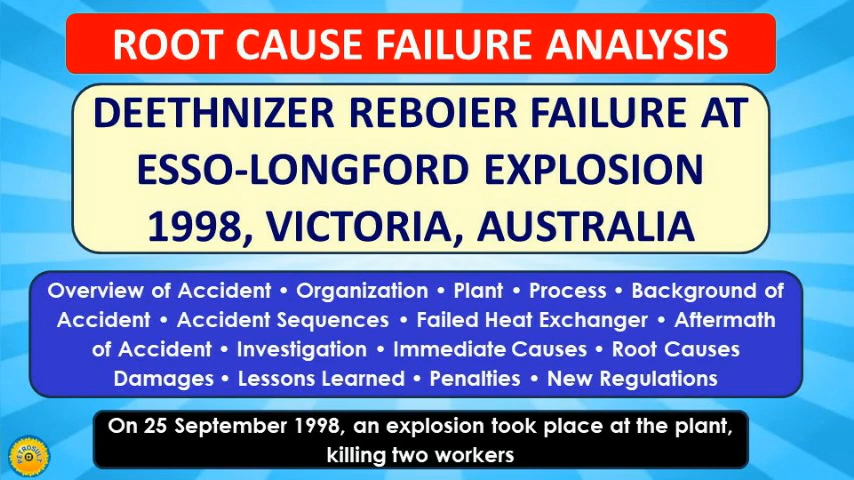 ROOT CAUSE FAILURE ANALYSIS
DEETHNIZER REBOIER FAILURE AT
ESSO-LONGFORD EXPLOSION
1998, VICTORIA, AUSTRALIA
Overview of Accident • Organization • Plant • Process • Background of
Accident • Accident Sequences • Failed Heat Exchanger • Aftermath
of Accident • Investigation • Immediate Causes • Root Causes
Damages • Lessons Learned • Penalties • New Regulations
On 25 September 1998, an explosion took place at the plant,
killing two workers